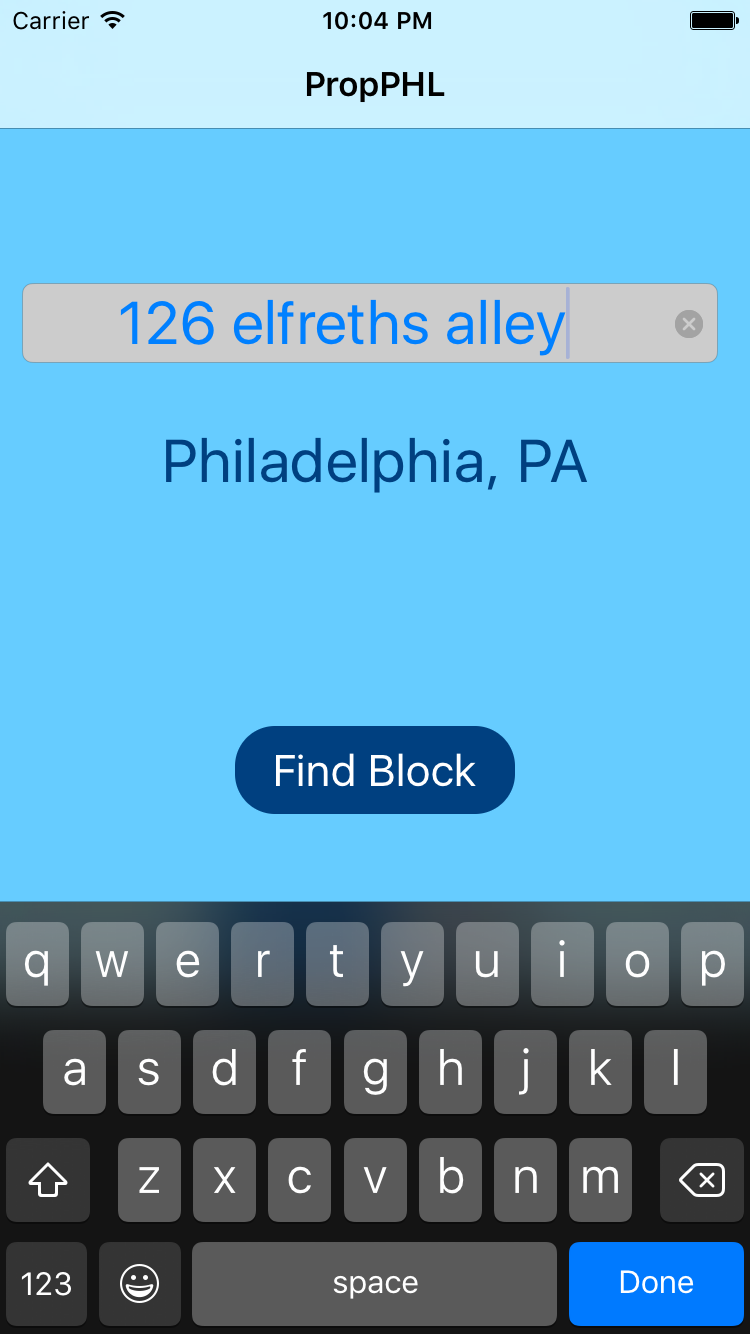 Carrier 10:04 PM
PropPHL
126 elfreths alley
Philadelphia, PA
Find Block
q w e r t y u i o p
a s d f g h j k l
z x c v b n m
123 space Done